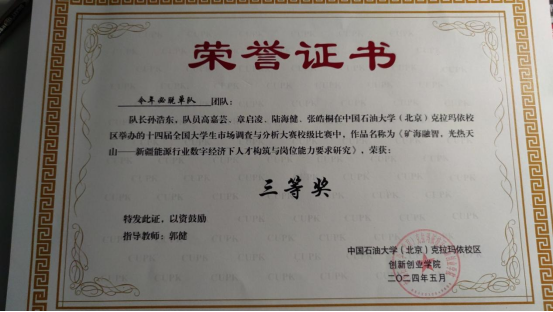 荣誉证书
今年必脱单队 团队：
队长孙浩东，队员高嘉芸、章启凌、陆海健、张皓桐在中国石油大学（北京）克拉玛依校
区举办的十四届全国大学生市场调查与分析大赛校级比赛中，作品名称为《矿海融智，光热天
山——新疆能源行业数字经济下人才构筑与岗位能力要求研究》，荣获：
三等奖
特发此证，以资鼓励
指导教师：郭健
中国石油大学（北京）克拉玛依校区
创新创业学院
二〇二四年五月
CUPK